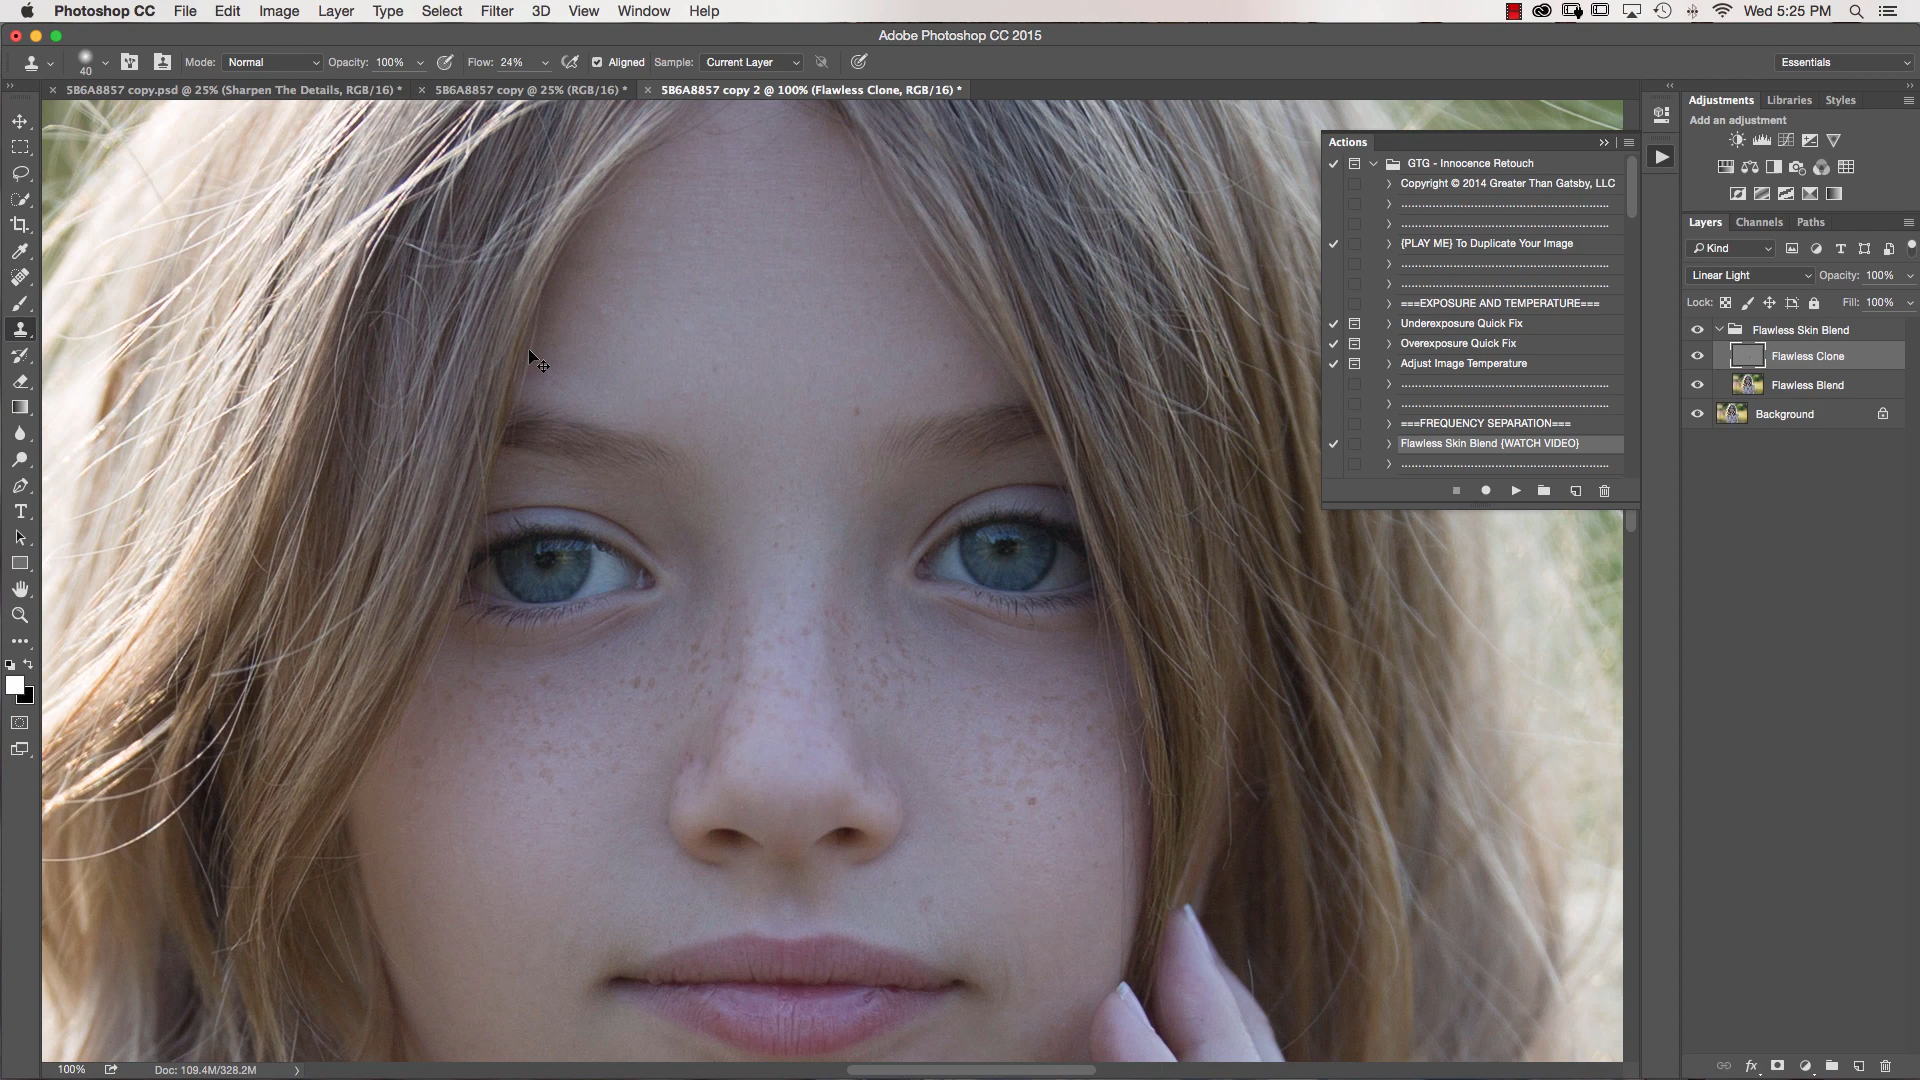 Photoshop CC File Edit Image Layer Type Select Filter 3D View Window Help Wed 5:25 PM
Adobe Photoshop CC 2015
40 Mode: Normal Opacity: 100% Flow: 24% Aligned Sample: Current Layer Essentials
5B6A8857 copy.psd @ 25% (Sharpen The Details, RGB/16) * 5B6A8857 copy @ 25% (RGB/16) * 5B6A8857 copy 2 @ 100% (Flawless Clone, RGB/16) *
Actions
GTG - Innocence Retouch
Copyright © 2014 Greater Than Gatsby, LLC
{PLAY ME} To Duplicate Your Image
===EXPOSURE AND TEMPERATURE===
Underexposure Quick Fix
Overexposure Quick Fix
Adjust Image Temperature
===FREQUENCY SEPARATION===
Flawless Skin Blend {WATCH VIDEO}
Adjustments Libraries Styles
Add an adjustment
Layers Channels Paths
Kind
Linear Light Opacity: 100%
Lock: Fill: 100%
Flawless Skin Blend
Flawless Clone
Flawless Blend
Background
100% Doc: 109.4M/328.2M